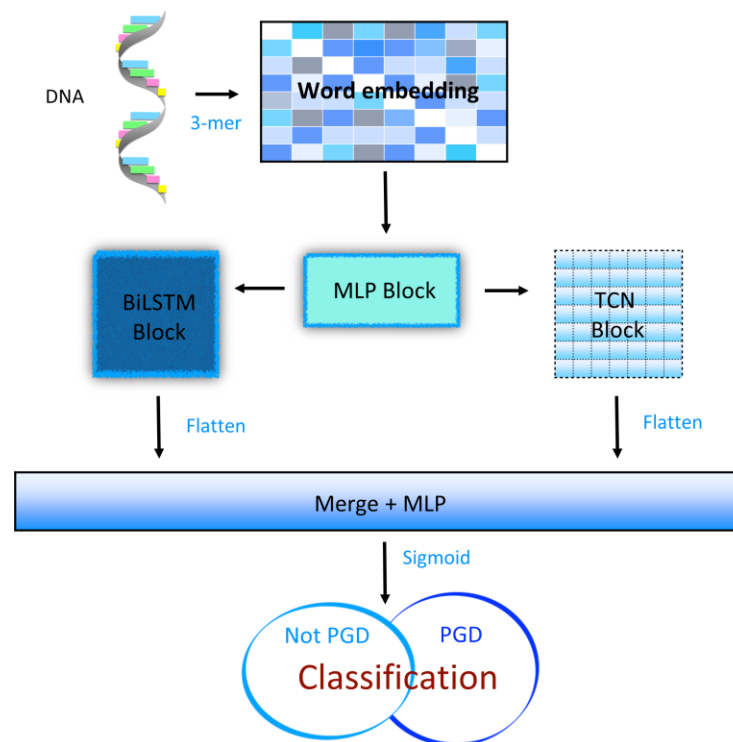 DNA
3-mer
Word embedding
BiLSTM
Block
MLP Block
TCN
Block
Flatten
Flatten
Merge + MLP
Sigmoid
Not PGD
PGD
Classification